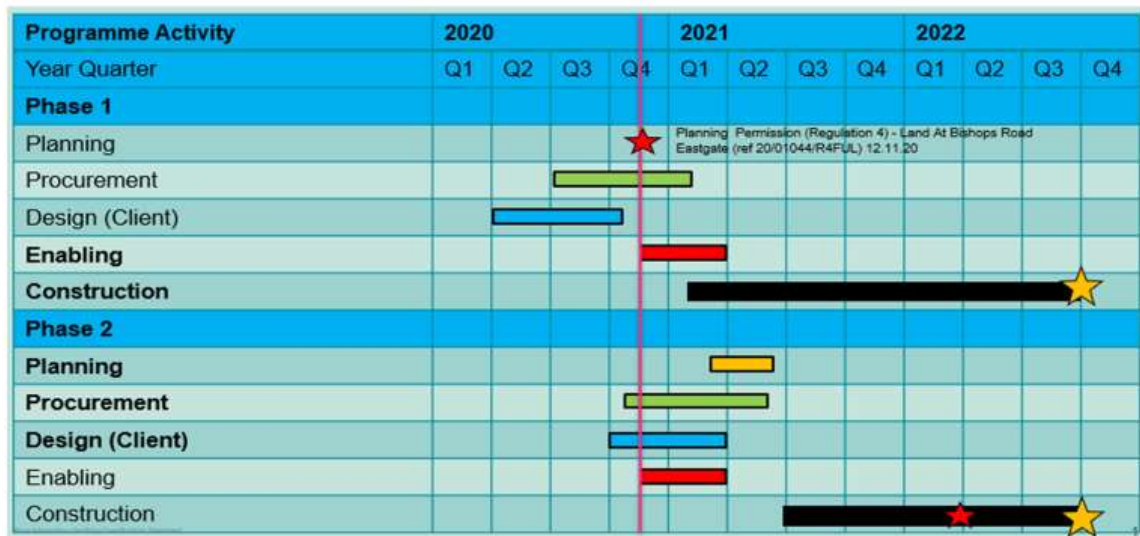 Programme Activity 2020 2021 2022
Year Quarter Q1 Q2 Q3 Q4 Q1 Q2 Q3 Q4 Q1 Q2 Q3 Q4
Phase 1
Planning
Planning Permission (Regulation 4) - Land At Bishops Road
Eastgate (ref 20/01044/R4FUL) 12.11.20
Procurement
Design (Client)
Enabling
Construction
Phase 2
Planning
Procurement
Design (Client)
Enabling
Construction